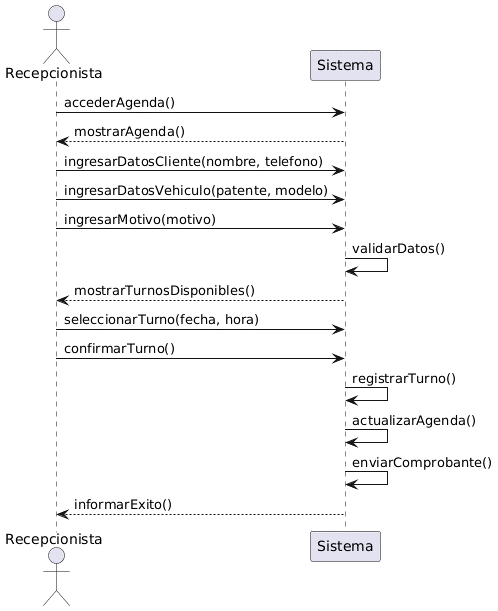 Recepcionista
Sistema
accederAgenda()
mostrarAgenda()
ingresarDatosCliente(nombre, telefono)
ingresarDatosVehiculo(patente, modelo)
ingresarMotivo(motivo)
validarDatos()
mostrarTurnosDisponibles()
seleccionarTurno(fecha, hora)
confirmarTurno()
registrarTurno()
actualizarAgenda()
enviarComprobante()
informarExito()
Recepcionista
Sistema